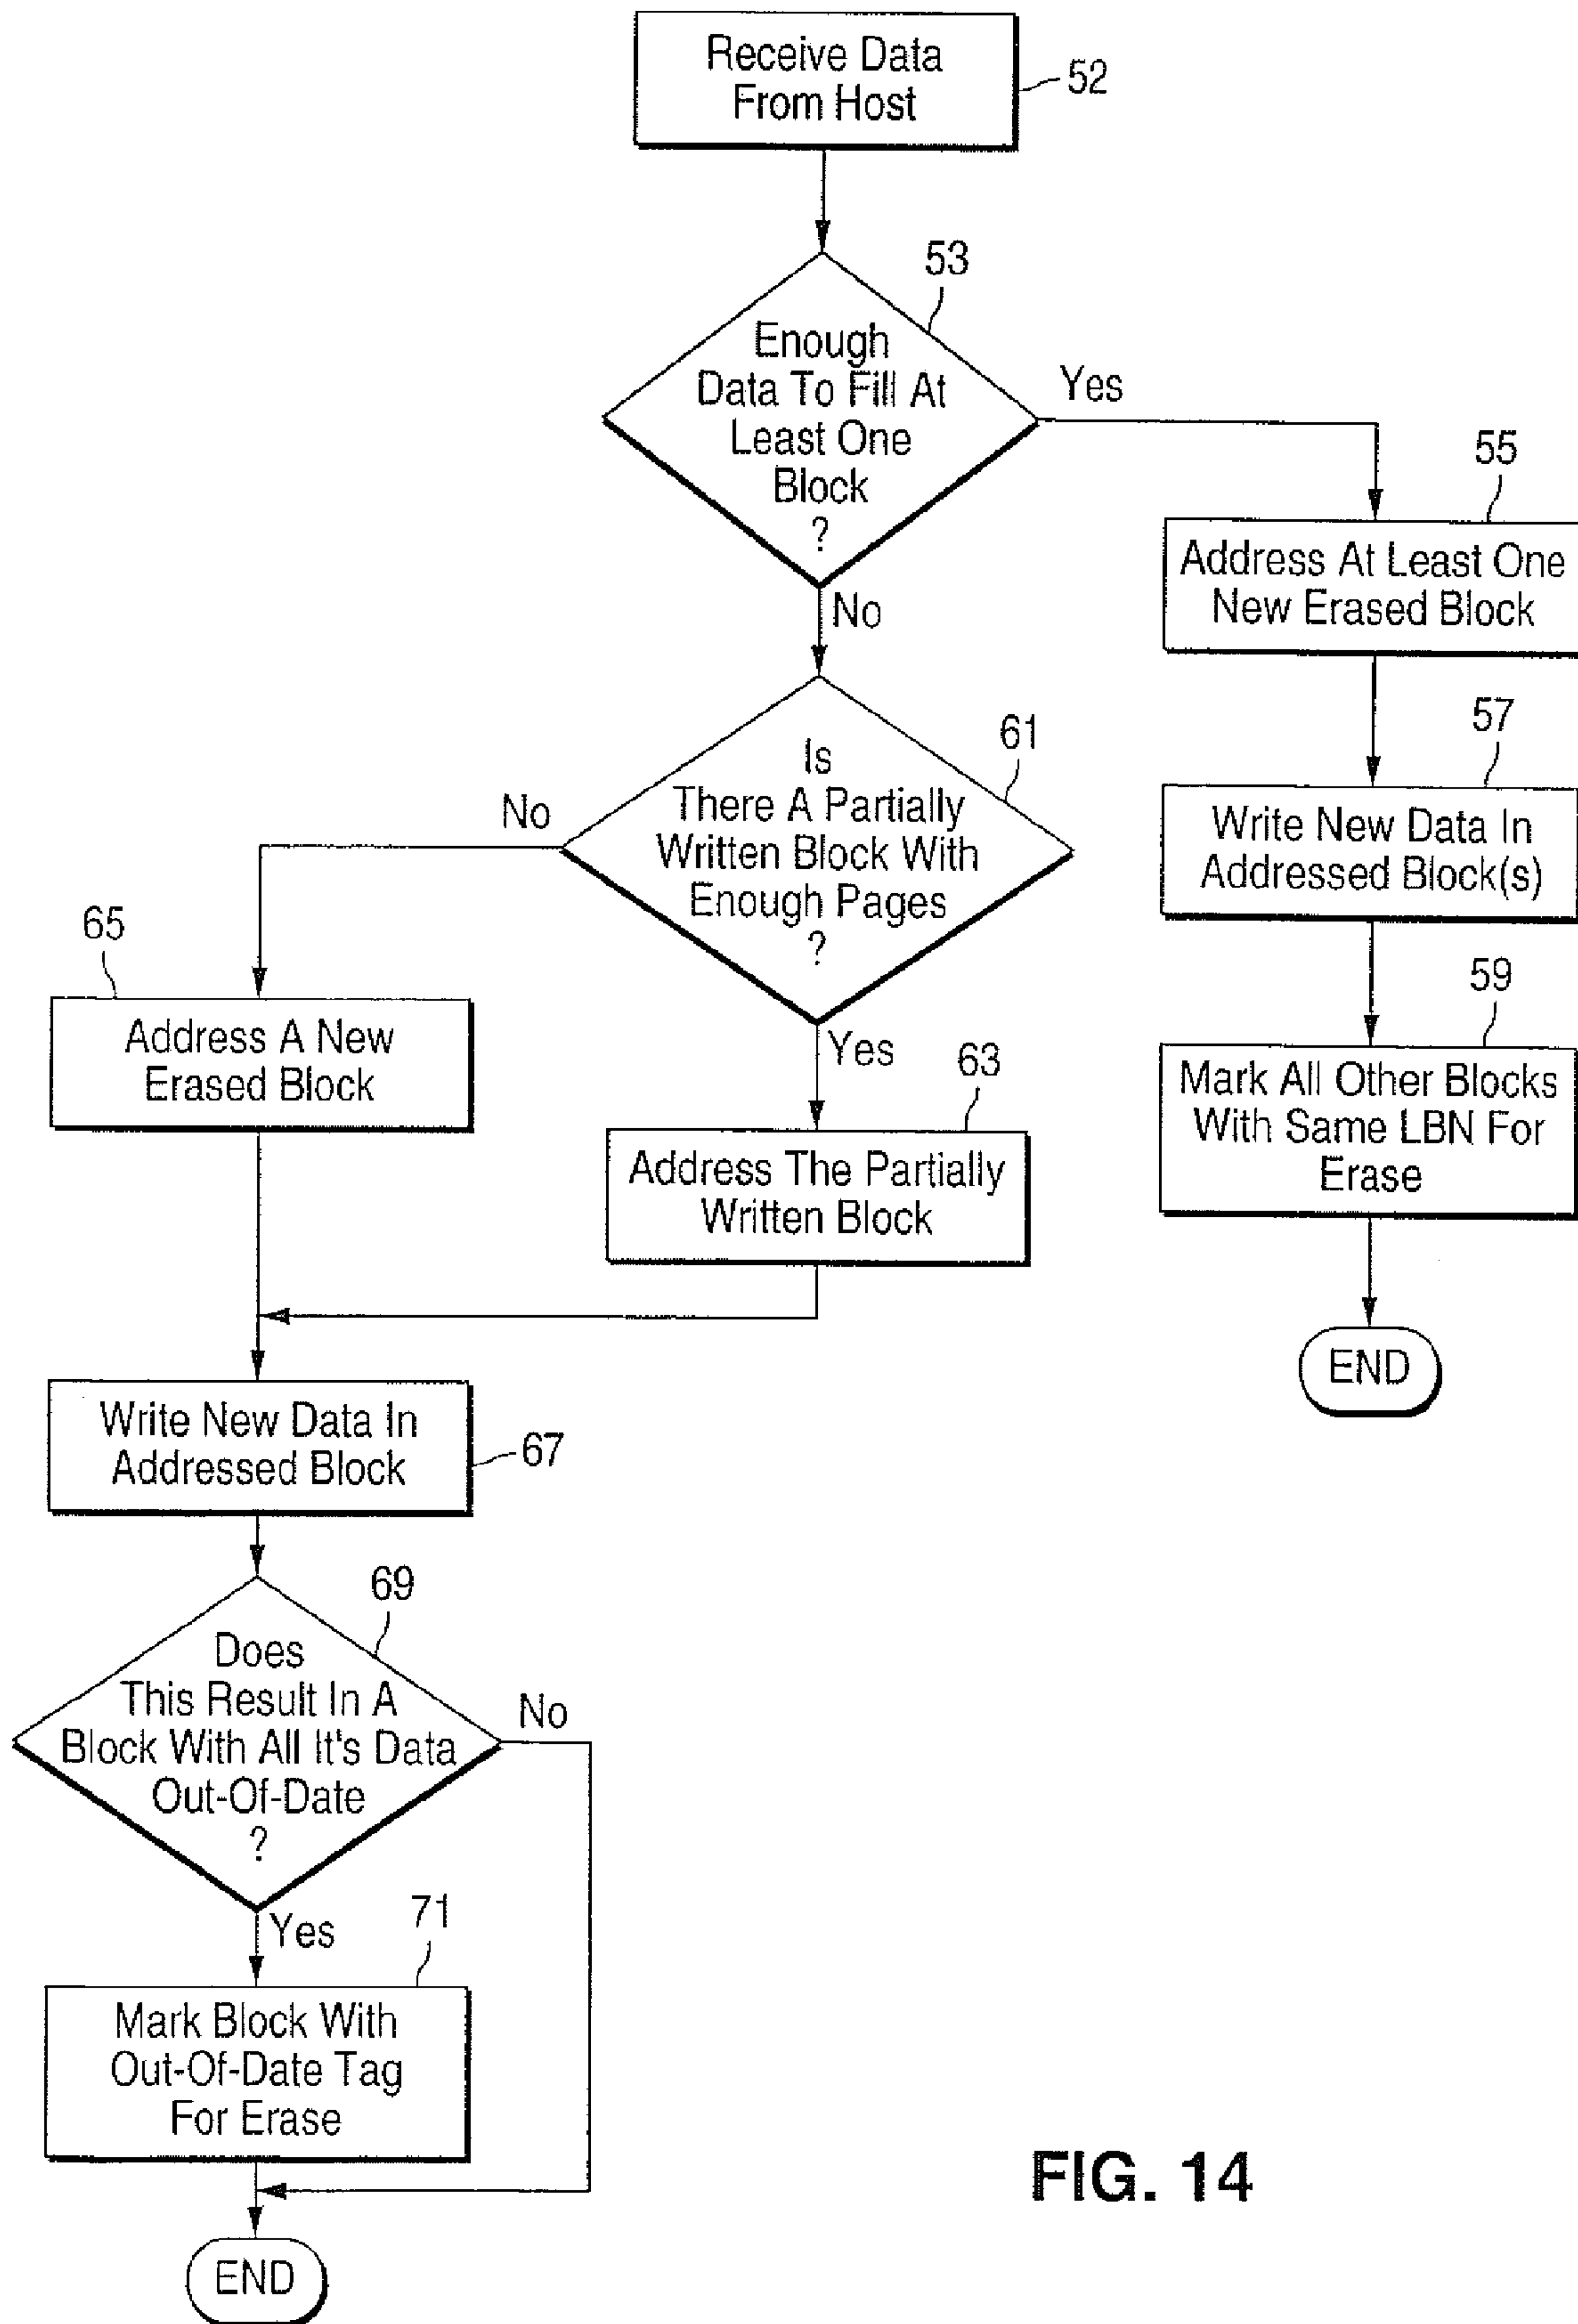 Receive Data
From Host
52
53
Enough
Data To Fill At
Least One
Block
?
Yes
No
55
Address At Least One
New Erased Block
57
Write New Data In
Addressed Block(s)
59
Mark All Other Blocks
With Same LBN For
Erase
END
61
Is
There A Partially
Written Block With
Enough Pages
?
No
Yes
65
Address A New
Erased Block
63
Address The Partially
Written Block
Write New Data In
Addressed Block
67
69
Does
This Result In A
Block With All It's Data
Out-Of-Date
?
No
Yes
71
Mark Block With
Out-Of-Date Tag
For Erase
END
FIG. 14